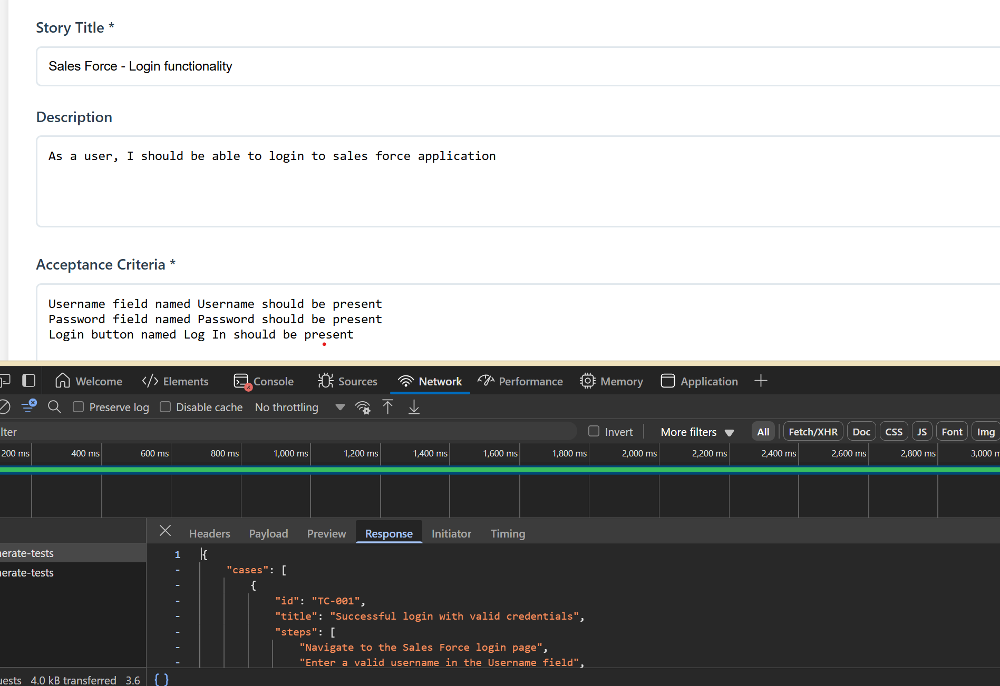 Story Title *
Sales Force - Login functionality
Description
As a user, I should be able to login to sales force application
Acceptance Criteria *
Username field named Username should be present
Password field named Password should be present
Login button named Log In should be present
Welcome Elements Console Sources Network Performance Memory Application
Preserve log Disable cache No throttling
lter Invert More filters All Fetch/XHR Doc CSS JS Font Img
200 ms 400 ms 600 ms 800 ms 1,000 ms 1,200 ms 1,400 ms 1,600 ms 1,800 ms 2,000 ms 2,200 ms 2,400 ms 2,600 ms 2,800 ms 3,000 m
Headers Payload Preview Response Initiator Timing
nerate-tests
nerate-tests
1 {
- "cases": [
- {
- "id": "TC-001",
- "title": "Successful login with valid credentials",
- "steps": [
- "Navigate to the Sales Force login page",
- "Enter a valid username in the Username field",
uests 4.0 kB transferred 3.6 { }